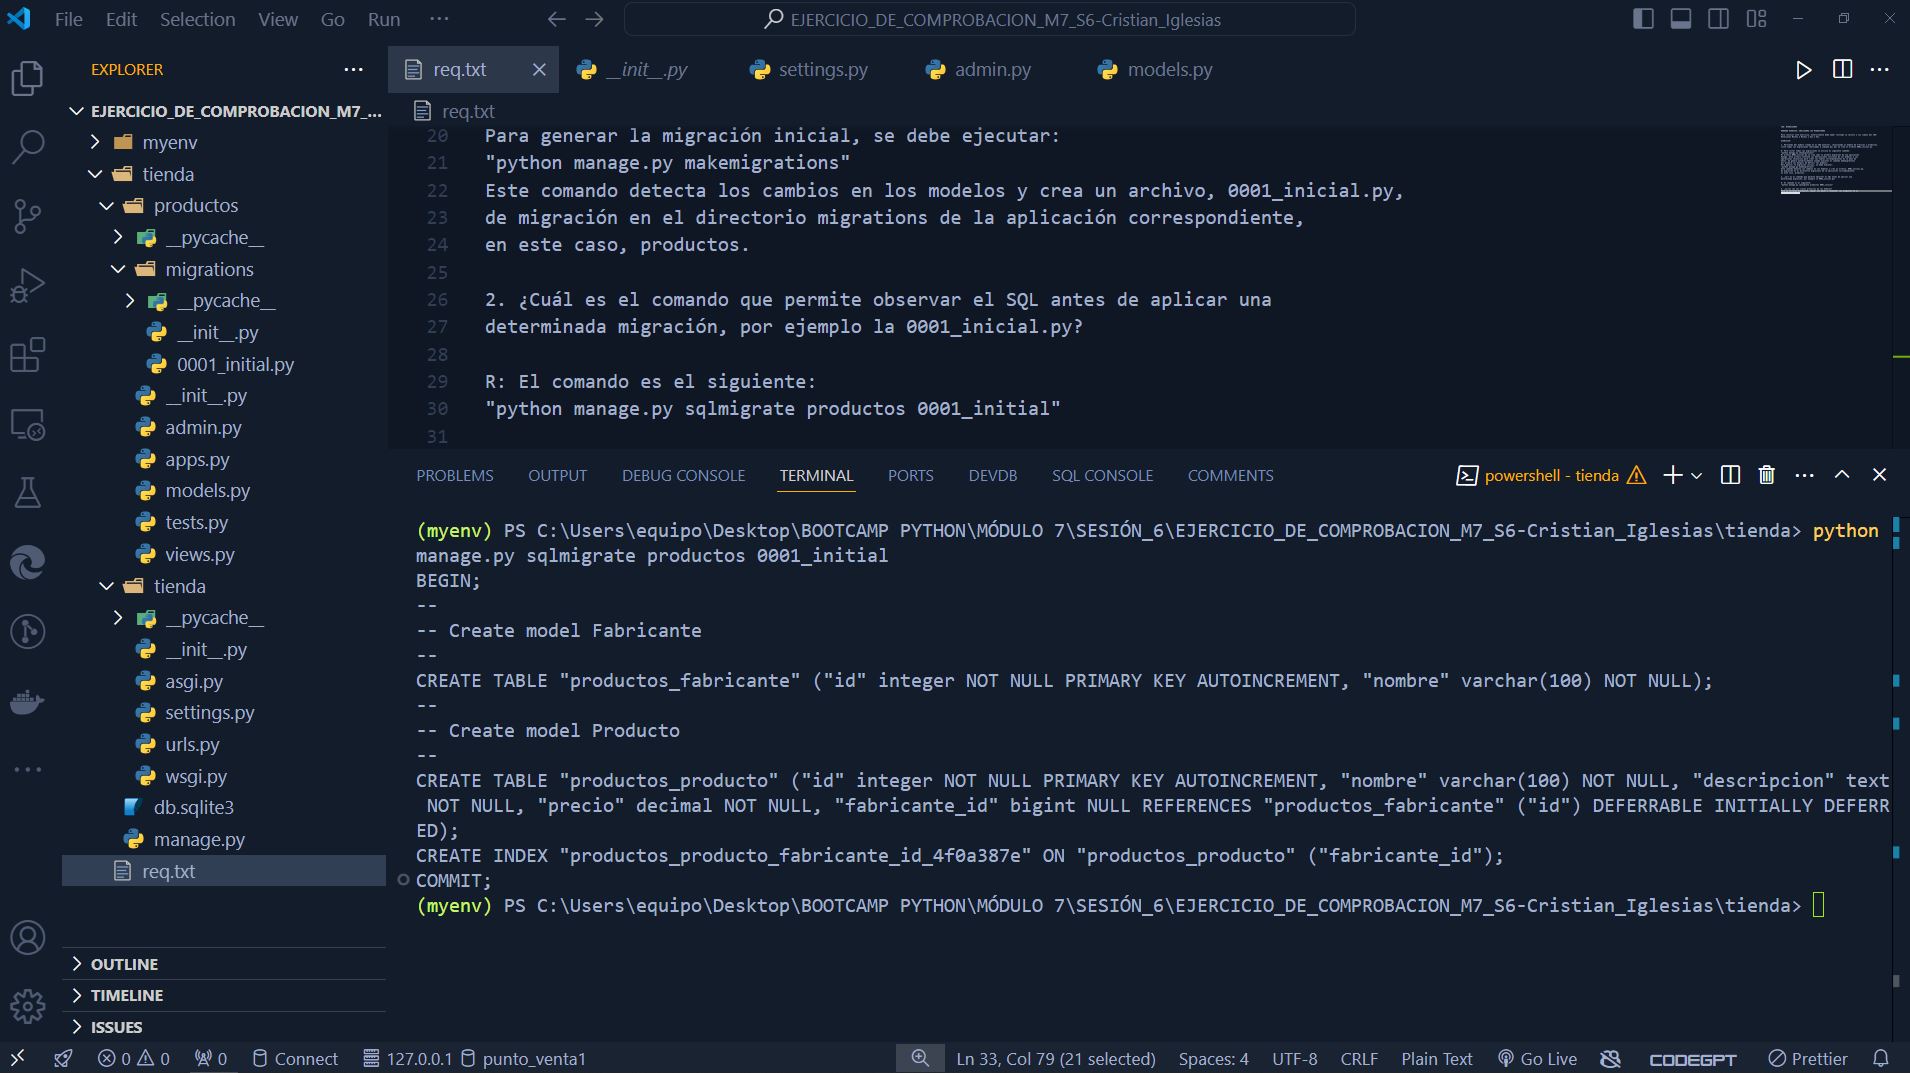 File Edit Selection View Go Run ···
EJERCICIO_DE_COMPROBACION_M7_S6-Cristian_Iglesias
EXPLORER
EJERCICIO_DE_COMPROBACION_M7_...
myenv
tienda
productos
__pycache__
migrations
__pycache__
__init__.py
0001_initial.py
__init__.py
admin.py
apps.py
models.py
tests.py
views.py
tienda
__pycache__
__init__.py
asgi.py
settings.py
urls.py
wsgi.py
db.sqlite3
manage.py
req.txt
OUTLINE
TIMELINE
ISSUES
req.txt __init__.py settings.py admin.py models.py
req.txt
20 Para generar la migración inicial, se debe ejecutar:
21 "python manage.py makemigrations"
22 Este comando detecta los cambios en los modelos y crea un archivo, 0001_inicial.py,
23 de migración en el directorio migrations de la aplicación correspondiente,
24 en este caso, productos.
25
26 2. ¿Cuál es el comando que permite observar el SQL antes de aplicar una
27 determinada migración, por ejemplo la 0001_inicial.py?
28
29 R: El comando es el siguiente:
30 "python manage.py sqlmigrate productos 0001_initial"
31
PROBLEMS OUTPUT DEBUG CONSOLE TERMINAL PORTS DEVDB SQL CONSOLE COMMENTS powershell - tienda
(myenv) PS C:\Users\equipo\Desktop\BOOTCAMP PYTHON\MÓDULO 7\SESIÓN_6\EJERCICIO_DE_COMPROBACION_M7_S6-Cristian_Iglesias\tienda> python
manage.py sqlmigrate productos 0001_initial
BEGIN;
--
-- Create model Fabricante
--
CREATE TABLE "productos_fabricante" ("id" integer NOT NULL PRIMARY KEY AUTOINCREMENT, "nombre" varchar(100) NOT NULL);
--
-- Create model Producto
--
CREATE TABLE "productos_producto" ("id" integer NOT NULL PRIMARY KEY AUTOINCREMENT, "nombre" varchar(100) NOT NULL, "descripcion" text
NOT NULL, "precio" decimal NOT NULL, "fabricante_id" bigint NULL REFERENCES "productos_fabricante" ("id") DEFERRABLE INITIALLY DEFERR
ED);
CREATE INDEX "productos_producto_fabricante_id_4f0a387e" ON "productos_producto" ("fabricante_id");
COMMIT;
(myenv) PS C:\Users\equipo\Desktop\BOOTCAMP PYTHON\MÓDULO 7\SESIÓN_6\EJERCICIO_DE_COMPROBACION_M7_S6-Cristian_Iglesias\tienda>
0 0 0 Connect 127.0.0.1 punto_venta1 Ln 33, Col 79 (21 selected) Spaces: 4 UTF-8 CRLF Plain Text Go Live CODEGPT Prettier